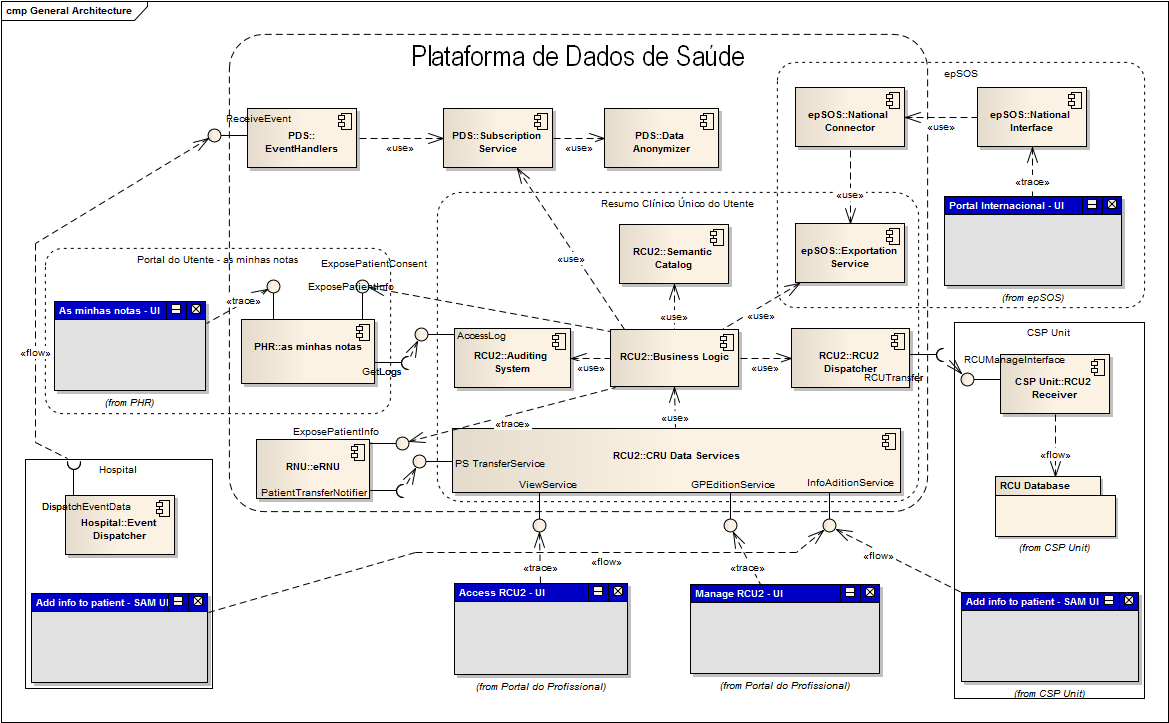 cmp General Architecture
Plataforma de Dados de Saúde
epSOS
ReceiveEvent
PDS::
EventHandlers
«use»
PDS::Subscription
Service
«use»
PDS::Data
Anonymizer
epSOS::National
Connector
«use»
epSOS::National
Interface
«trace»
«use»
Portal Internacional - UI
(from epSOS)
Resumo Clínico Único do Utente
RCU2::Semantic
Catalog
epSOS::Exportation
Service
«use»
«use»
«use»
Portal do Utente - as minhas notas
ExposePatientConsent
ExposePatientInfo
«trace»
As minhas notas - UI
(from PHR)
PHR::as minhas notas
GetLogs
«flow»
AccessLog
RCU2::Auditing
System
«use»
RCU2::Business Logic
«use»
RCU2::RCU2
Dispatcher
RCUTransfer
CSP Unit
RCUManageInterface
CSP Unit::RCU2
Receiver
«flow»
RCU Database
(from CSP Unit)
«trace»
«use»
ExposePatientInfo
RNU::eRNU
PatientTransferNotifier
PS TransferService
RCU2::CRU Data Services
ViewService
GPEditionService
InfoAditionService
Hospital
DispatchEventData
Hospital::Event
Dispatcher
«trace»
«flow»
«trace»
«flow»
Add info to patient - SAM UI
Access RCU2 - UI
(from Portal do Profissional)
Manage RCU2 - UI
(from Portal do Profissional)
Add info to patient - SAM UI
(from CSP Unit)